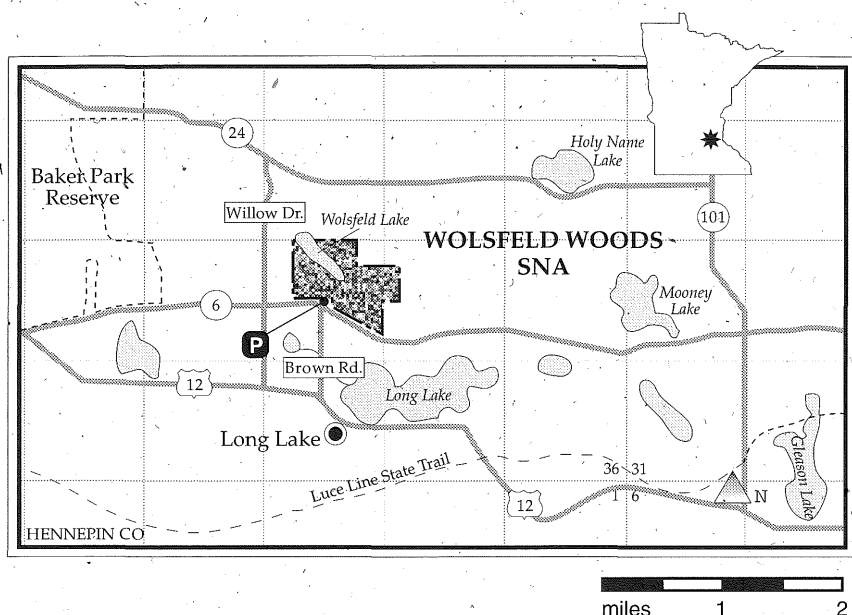 24
Holy Name
Lake
Baker Park
Reserve
101
Willow Dr.
Wolsfeld Lake
WOLSFELD WOODS
SNA
Mooney
Lake
6
P
Brown Rd.
12
Long Lake
Long Lake
Gleason Lake
Luce Line State Trail
36 31
1 6
N
12
HENNEPIN CO
miles 1 2